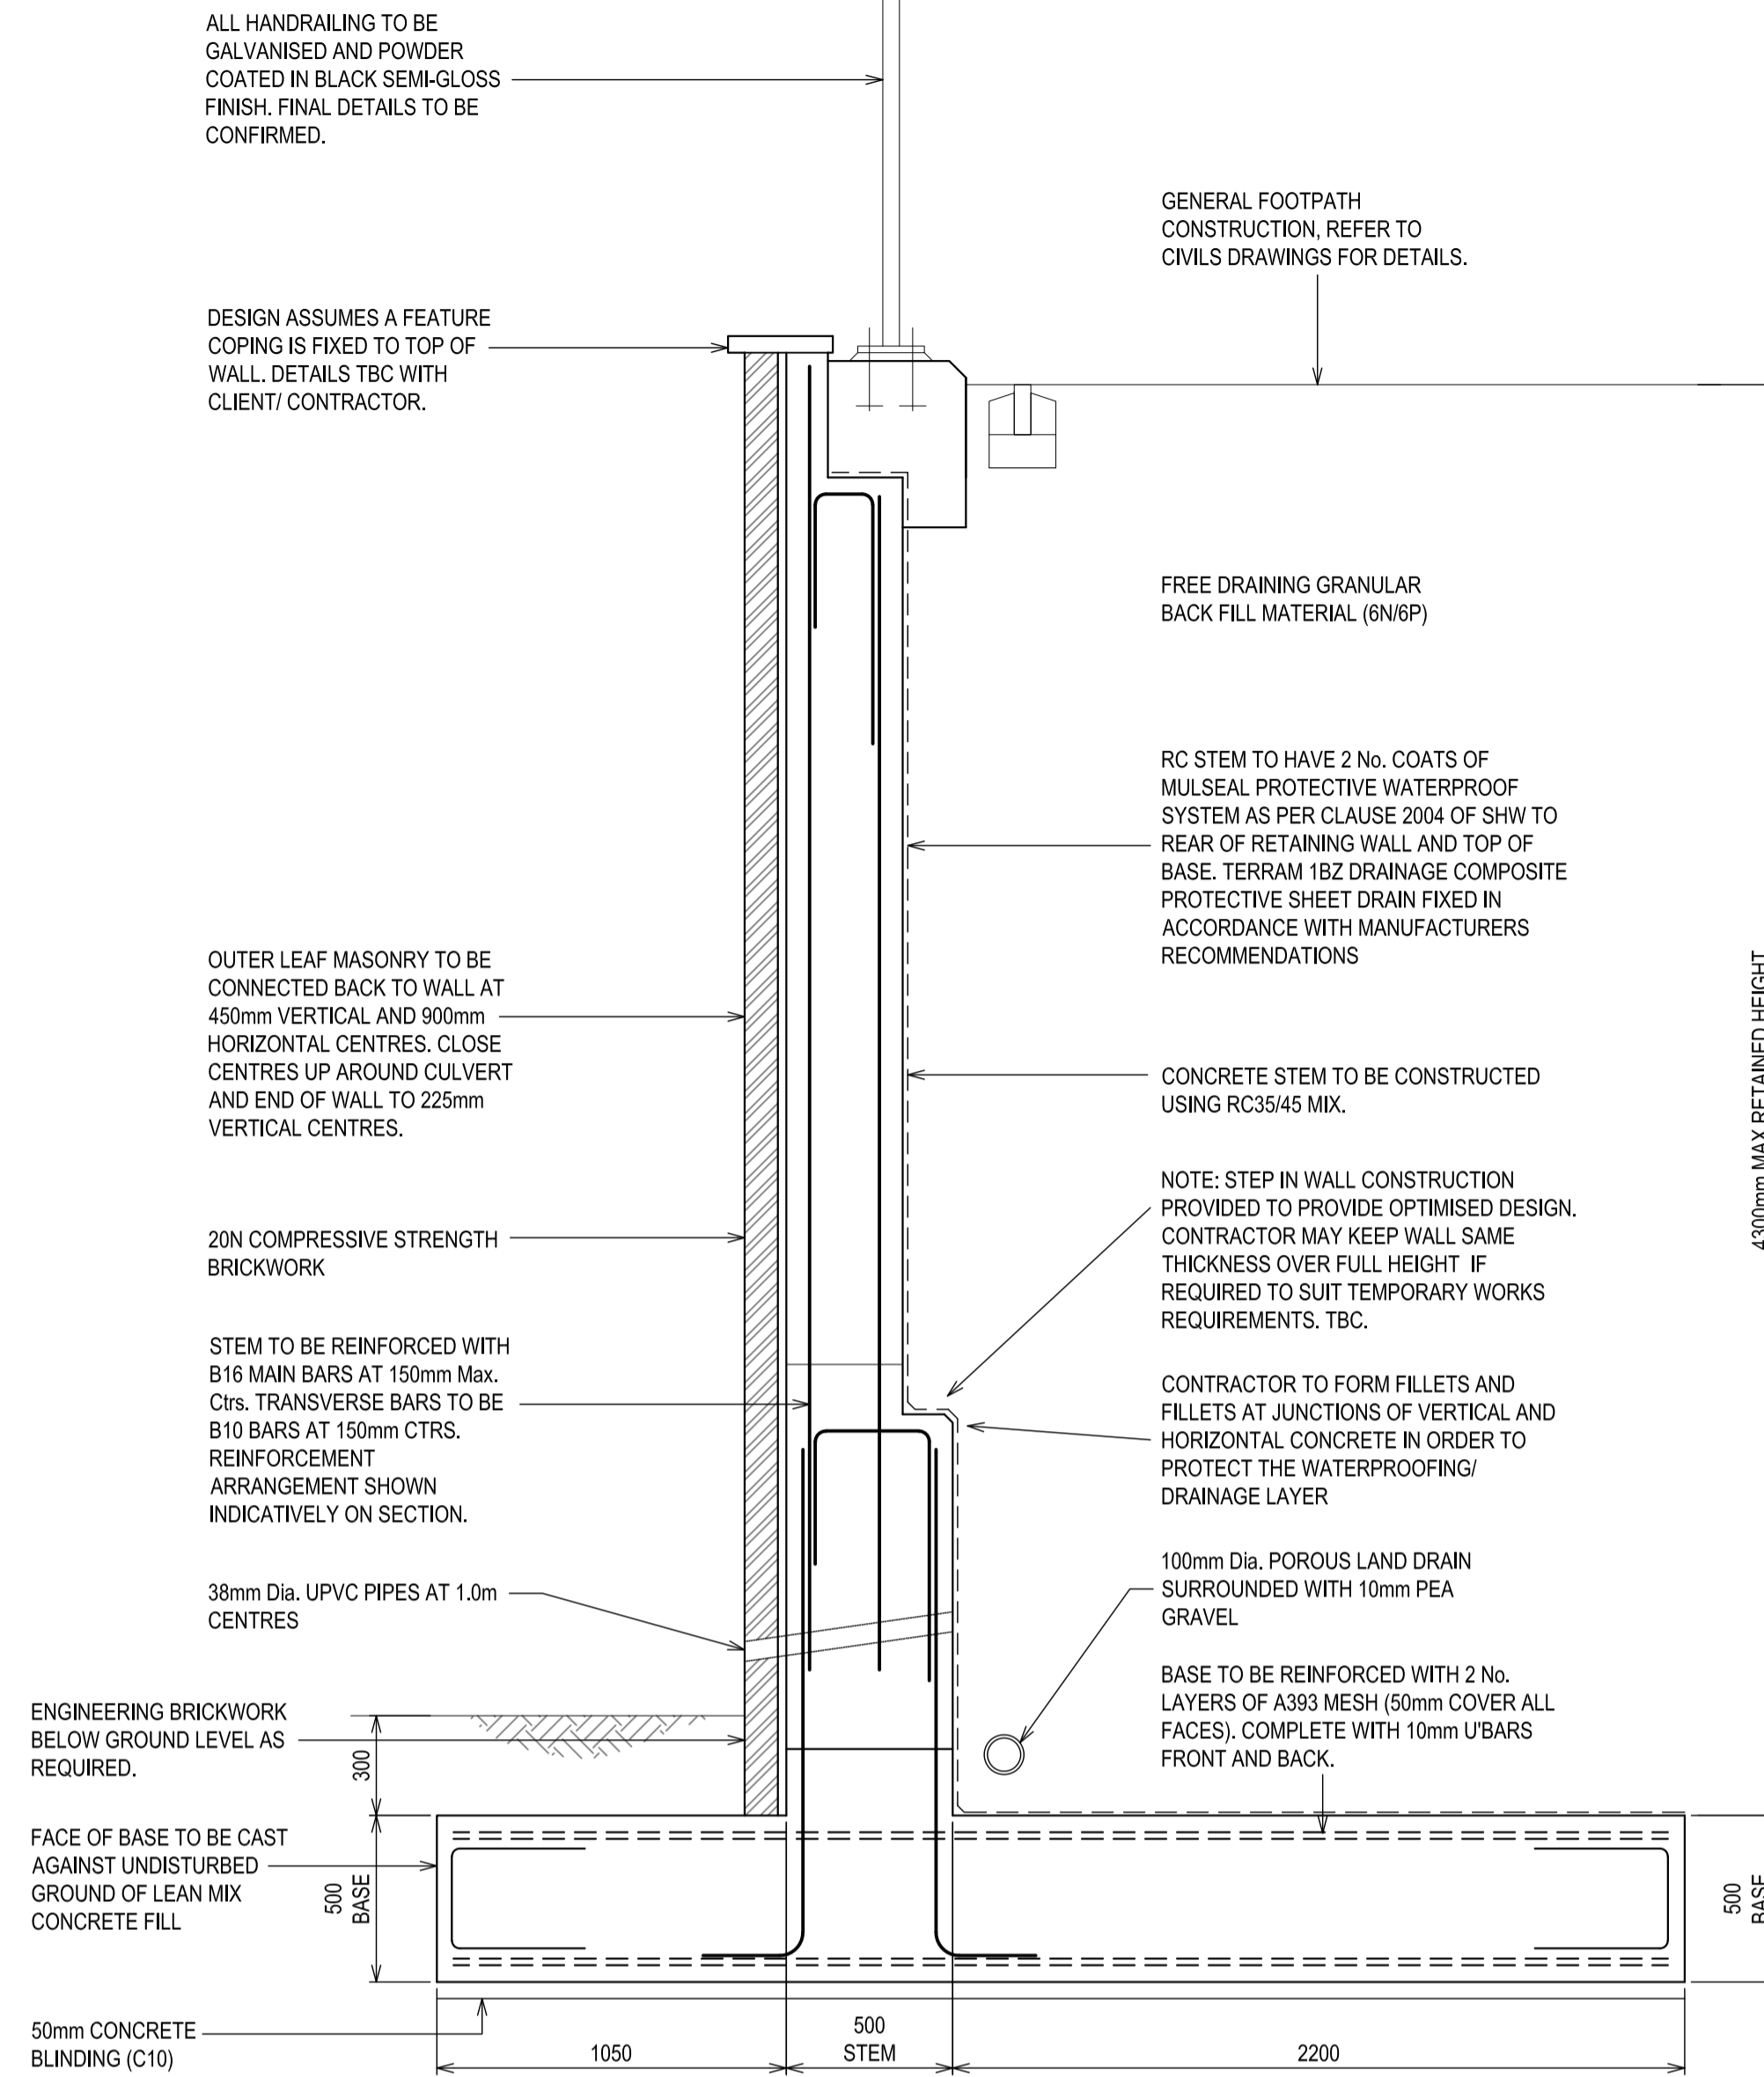 ALL HANDRAILING TO BE
GALVANISED AND POWDER
COATED IN BLACK SEMI-GLOSS
FINISH. FINAL DETAILS TO BE
CONFIRMED.
GENERAL FOOTPATH
CONSTRUCTION, REFER TO
CIVILS DRAWINGS FOR DETAILS.
DESIGN ASSUMES A FEATURE
COPING IS FIXED TO TOP OF
WALL. DETAILS TBC WITH
CLIENT/ CONTRACTOR.
FREE DRAINING GRANULAR
BACK FILL MATERIAL (6N/6P)
RC STEM TO HAVE 2 No. COATS OF
MULSEAL PROTECTIVE WATERPROOF
SYSTEM AS PER CLAUSE 2004 OF SHW TO
REAR OF RETAINING WALL AND TOP OF
BASE. TERRAM 1BZ DRAINAGE COMPOSITE
PROTECTIVE SHEET DRAIN FIXED IN
ACCORDANCE WITH MANUFACTURERS
RECOMMENDATIONS
4300mm MAX RETAINED HEIGHT
OUTER LEAF MASONRY TO BE
CONNECTED BACK TO WALL AT
450mm VERTICAL AND 900mm
HORIZONTAL CENTRES. CLOSE
CENTRES UP AROUND CULVERT
AND END OF WALL TO 225mm
VERTICAL CENTRES.
CONCRETE STEM TO BE CONSTRUCTED
USING RC35/45 MIX.
NOTE: STEP IN WALL CONSTRUCTION
PROVIDED TO PROVIDE OPTIMISED DESIGN.
CONTRACTOR MAY KEEP WALL SAME
THICKNESS OVER FULL HEIGHT IF
REQUIRED TO SUIT TEMPORARY WORKS
REQUIREMENTS. TBC.
20N COMPRESSIVE STRENGTH
BRICKWORK
STEM TO BE REINFORCED WITH
B16 MAIN BARS AT 150mm Max.
Ctrs. TRANSVERSE BARS TO BE
B10 BARS AT 150mm CTRS.
REINFORCEMENT
ARRANGEMENT SHOWN
INDICATIVELY ON SECTION.
CONTRACTOR TO FORM FILLETS AND
FILLETS AT JUNCTIONS OF VERTICAL AND
HORIZONTAL CONCRETE IN ORDER TO
PROTECT THE WATERPROOFING/
DRAINAGE LAYER
38mm Dia. UPVC PIPES AT 1.0m
CENTRES
100mm Dia. POROUS LAND DRAIN
SURROUNDED WITH 10mm PEA
GRAVEL
BASE TO BE REINFORCED WITH 2 No.
LAYERS OF A393 MESH (50mm COVER ALL
FACES). COMPLETE WITH 10mm U'BARS
FRONT AND BACK.
ENGINEERING BRICKWORK
BELOW GROUND LEVEL AS
REQUIRED.
300
FACE OF BASE TO BE CAST
AGAINST UNDISTURBED
GROUND OF LEAN MIX
CONCRETE FILL
500
BASE
500
BASE
50mm CONCRETE
BLINDING (C10)
1050
500
STEM
2200